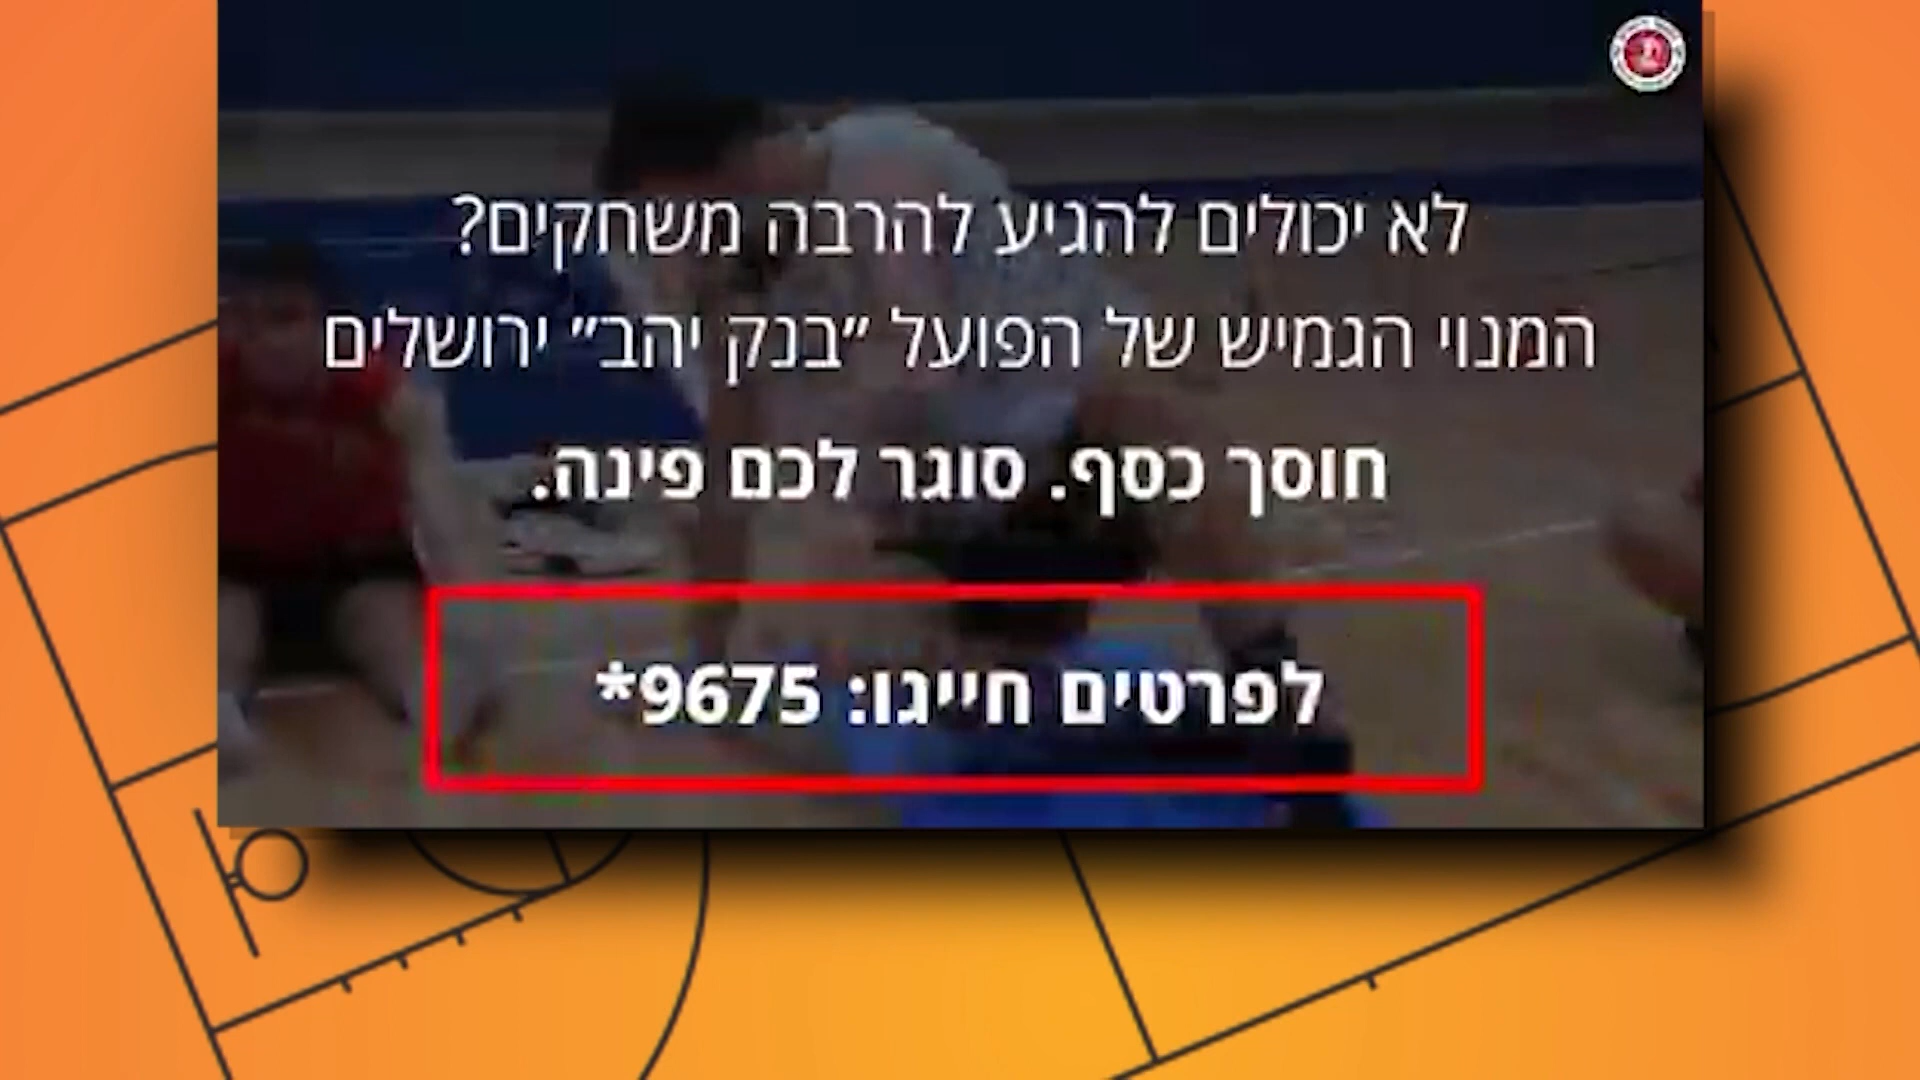 לא יכולים להגיע להרבה משחקים?
המנוי הגמיש של הפועל "בנק יהב" ירושלים
חוסך כסף. סוגר לכם פינה.
לפרטים חייגו: 9675*